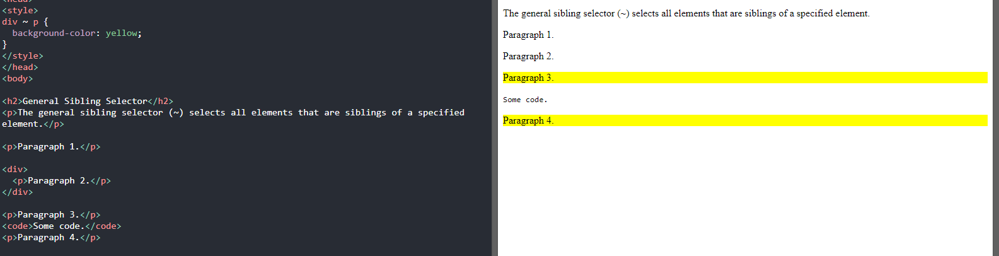 <style>
div ~ p {
  background-color: yellow;
}
</style>
</head>
<body>
<h2>General Sibling Selector</h2>
<p>The general sibling selector (~) selects all elements that are siblings of a specified
element.</p>
<p>Paragraph 1.</p>
<div>
  <p>Paragraph 2.</p>
</div>
<p>Paragraph 3.</p>
<code>Some code.</code>
<p>Paragraph 4.</p>
The general sibling selector (~) selects all elements that are siblings of a specified element.
Paragraph 1.
Paragraph 2.
Paragraph 3.
Some code.
Paragraph 4.